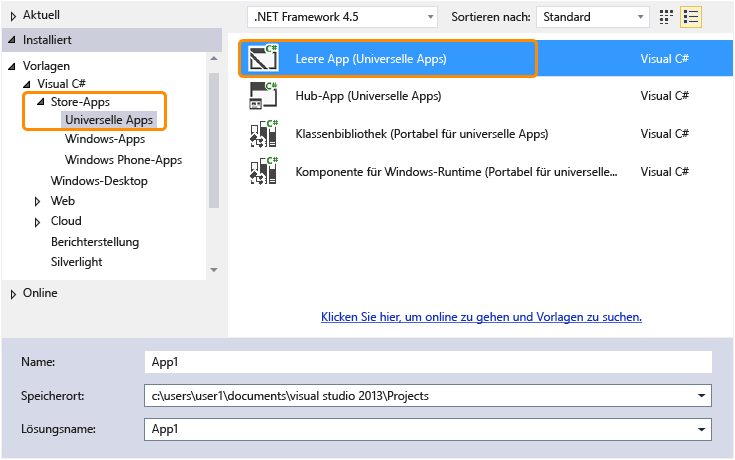 Aktuell
.NET Framework 4.5
Sortieren nach:
Standard
Installiert
Vorlagen
Visual C#
Store-Apps
Universelle Apps
Windows-Apps
Windows Phone-Apps
Windows-Desktop
Web
Cloud
Berichterstellung
Silverlight
Online
C# Leere App (Universelle Apps) Visual C#
C# Hub-App (Universelle Apps) Visual C#
C# Klassenbibliothek (Portabel für universelle Apps) Visual C#
C# Komponente für Windows-Runtime (Portabel für universelle... Visual C#
Klicken Sie hier, um online zu gehen und Vorlagen zu suchen.
Name: App1
Speicherort: c:\users\user1\documents\visual studio 2013\Projects
Lösungsname: App1